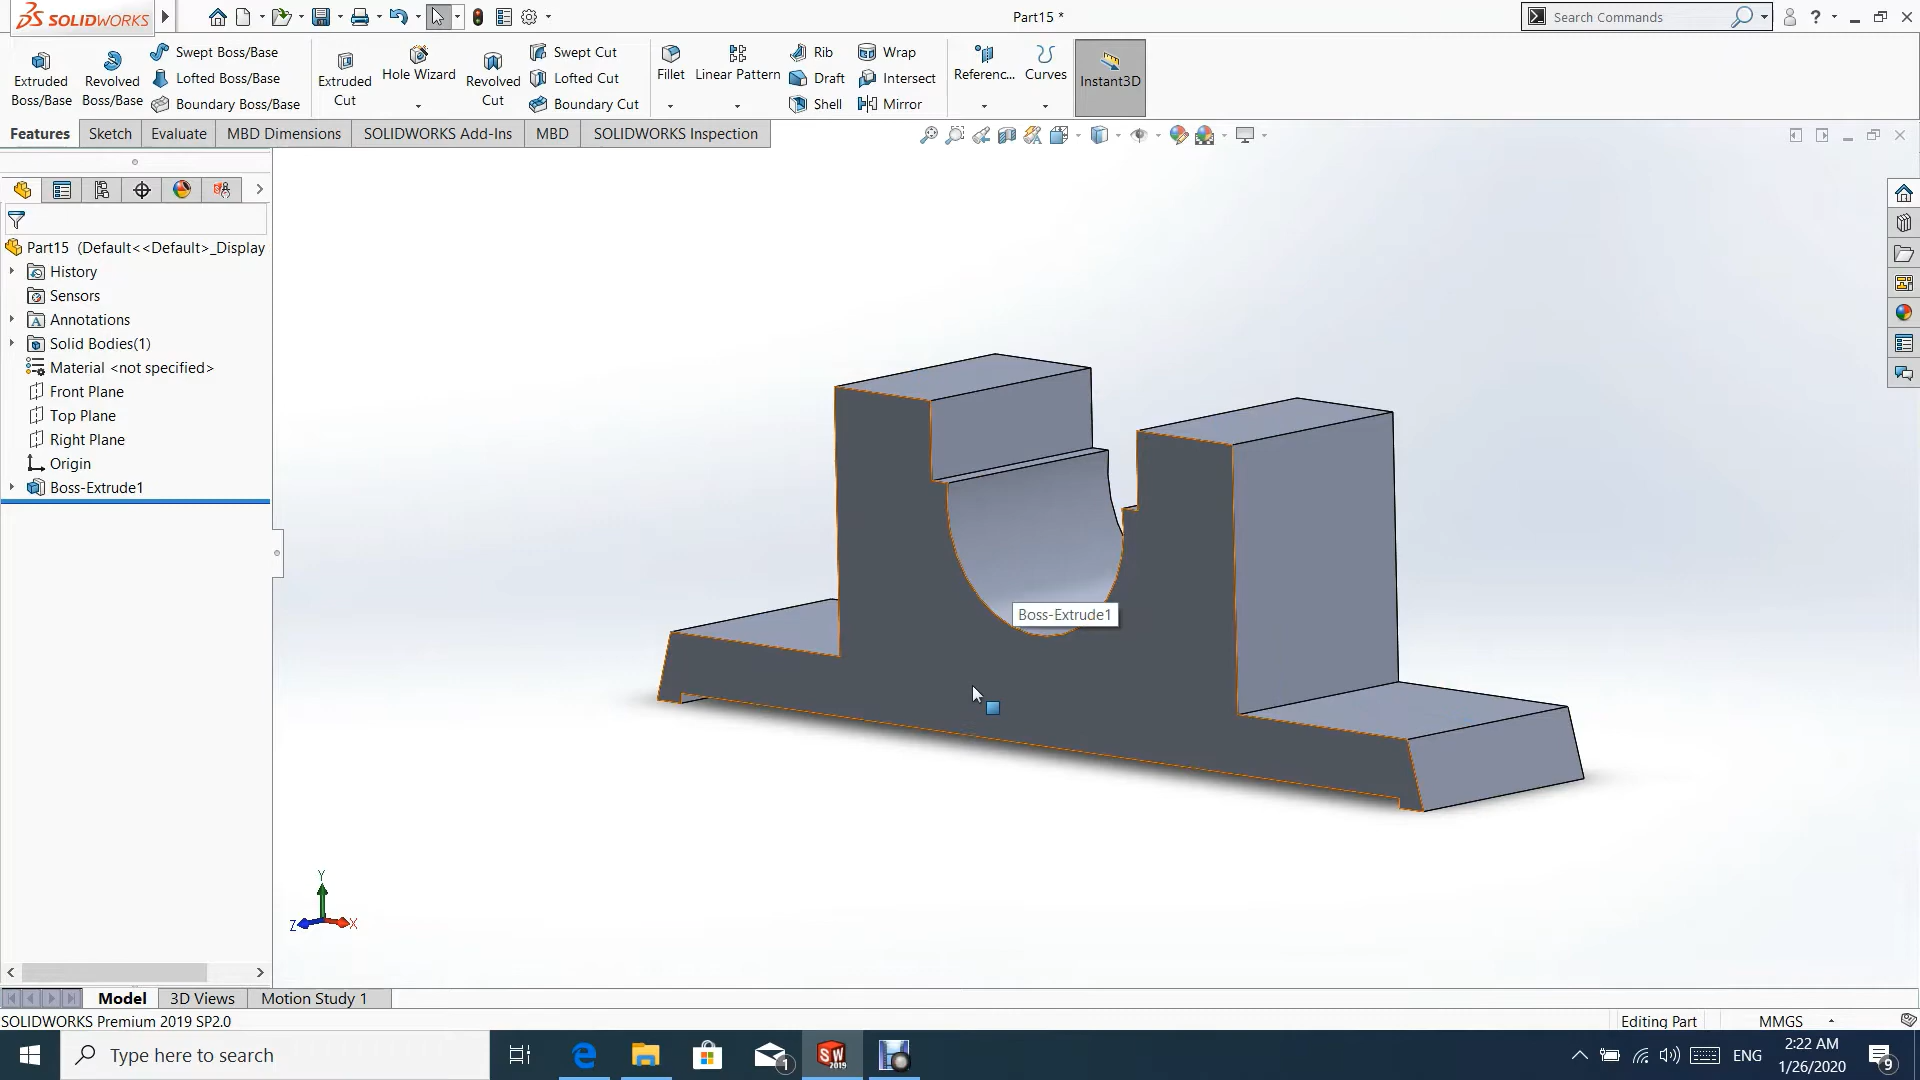 SOLIDWORKS
Part15 *
Search Commands
Extruded Boss/Base
Revolved Boss/Base
Swept Boss/Base
Lofted Boss/Base
Boundary Boss/Base
Extruded Cut
Hole Wizard
Revolved Cut
Swept Cut
Lofted Cut
Boundary Cut
Fillet
Linear Pattern
Rib
Draft
Shell
Wrap
Intersect
Mirror
Referenc...
Curves
Instant3D
Features
Sketch
Evaluate
MBD Dimensions
SOLIDWORKS Add-Ins
MBD
SOLIDWORKS Inspection
Part15 (Default<<Default>_Display
History
Sensors
Annotations
Solid Bodies(1)
Material <not specified>
Front Plane
Top Plane
Right Plane
Origin
Boss-Extrude1
Boss-Extrude1
Y
Z
X
Model
3D Views
Motion Study 1
SOLIDWORKS Premium 2019 SP2.0
Editing Part
MMGS
Type here to search
1
SW
2019
ENG
2:22 AM
1/26/2020
9